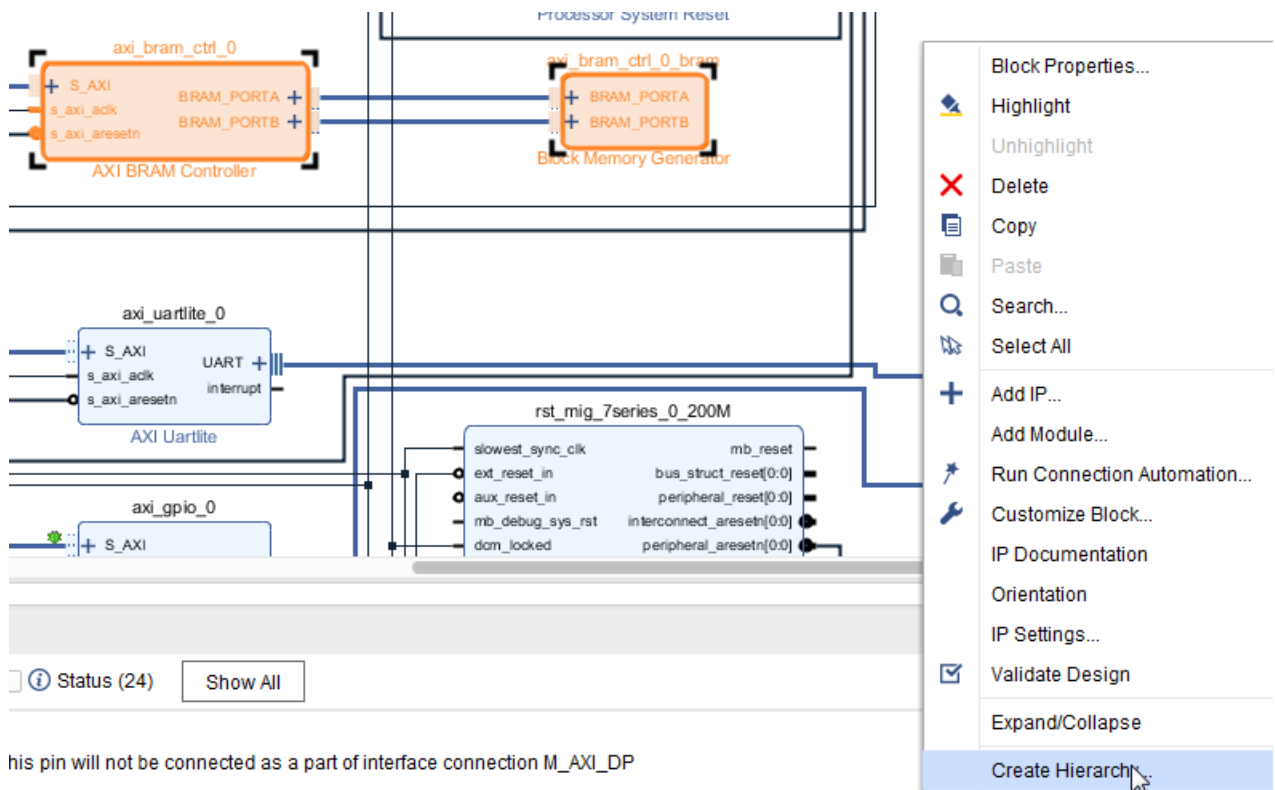 Processor System Reset
axi_bram_ctrl_0
S_AXI
s_axi_aclk
s_axi_aresetn
BRAM_PORTA
BRAM_PORTB
AXI BRAM Controller
axi_bram_ctrl_0_bram
BRAM_PORTA
BRAM_PORTB
Block Memory Generator
axi_uartlite_0
S_AXI
s_axi_aclk
s_axi_aresetn
UART
interrupt
AXI Uartlite
rst_mig_7series_0_200M
slowest_sync_clk
ext_reset_in
aux_reset_in
mb_debug_sys_rst
dcm_locked
mb_reset
bus_struct_reset[0:0]
peripheral_reset[0:0]
interconnect_aresetn[0:0]
peripheral_aresetn[0:0]
axi_gpio_0
S_AXI
Status (24)
Show All
his pin will not be connected as a part of interface connection M_AXI_DP
Block Properties...
Highlight
Unhighlight
Delete
Copy
Paste
Search...
Select All
Add IP...
Add Module...
Run Connection Automation...
Customize Block...
IP Documentation
Orientation
IP Settings...
Validate Design
Expand/Collapse
Create Hierarchy...